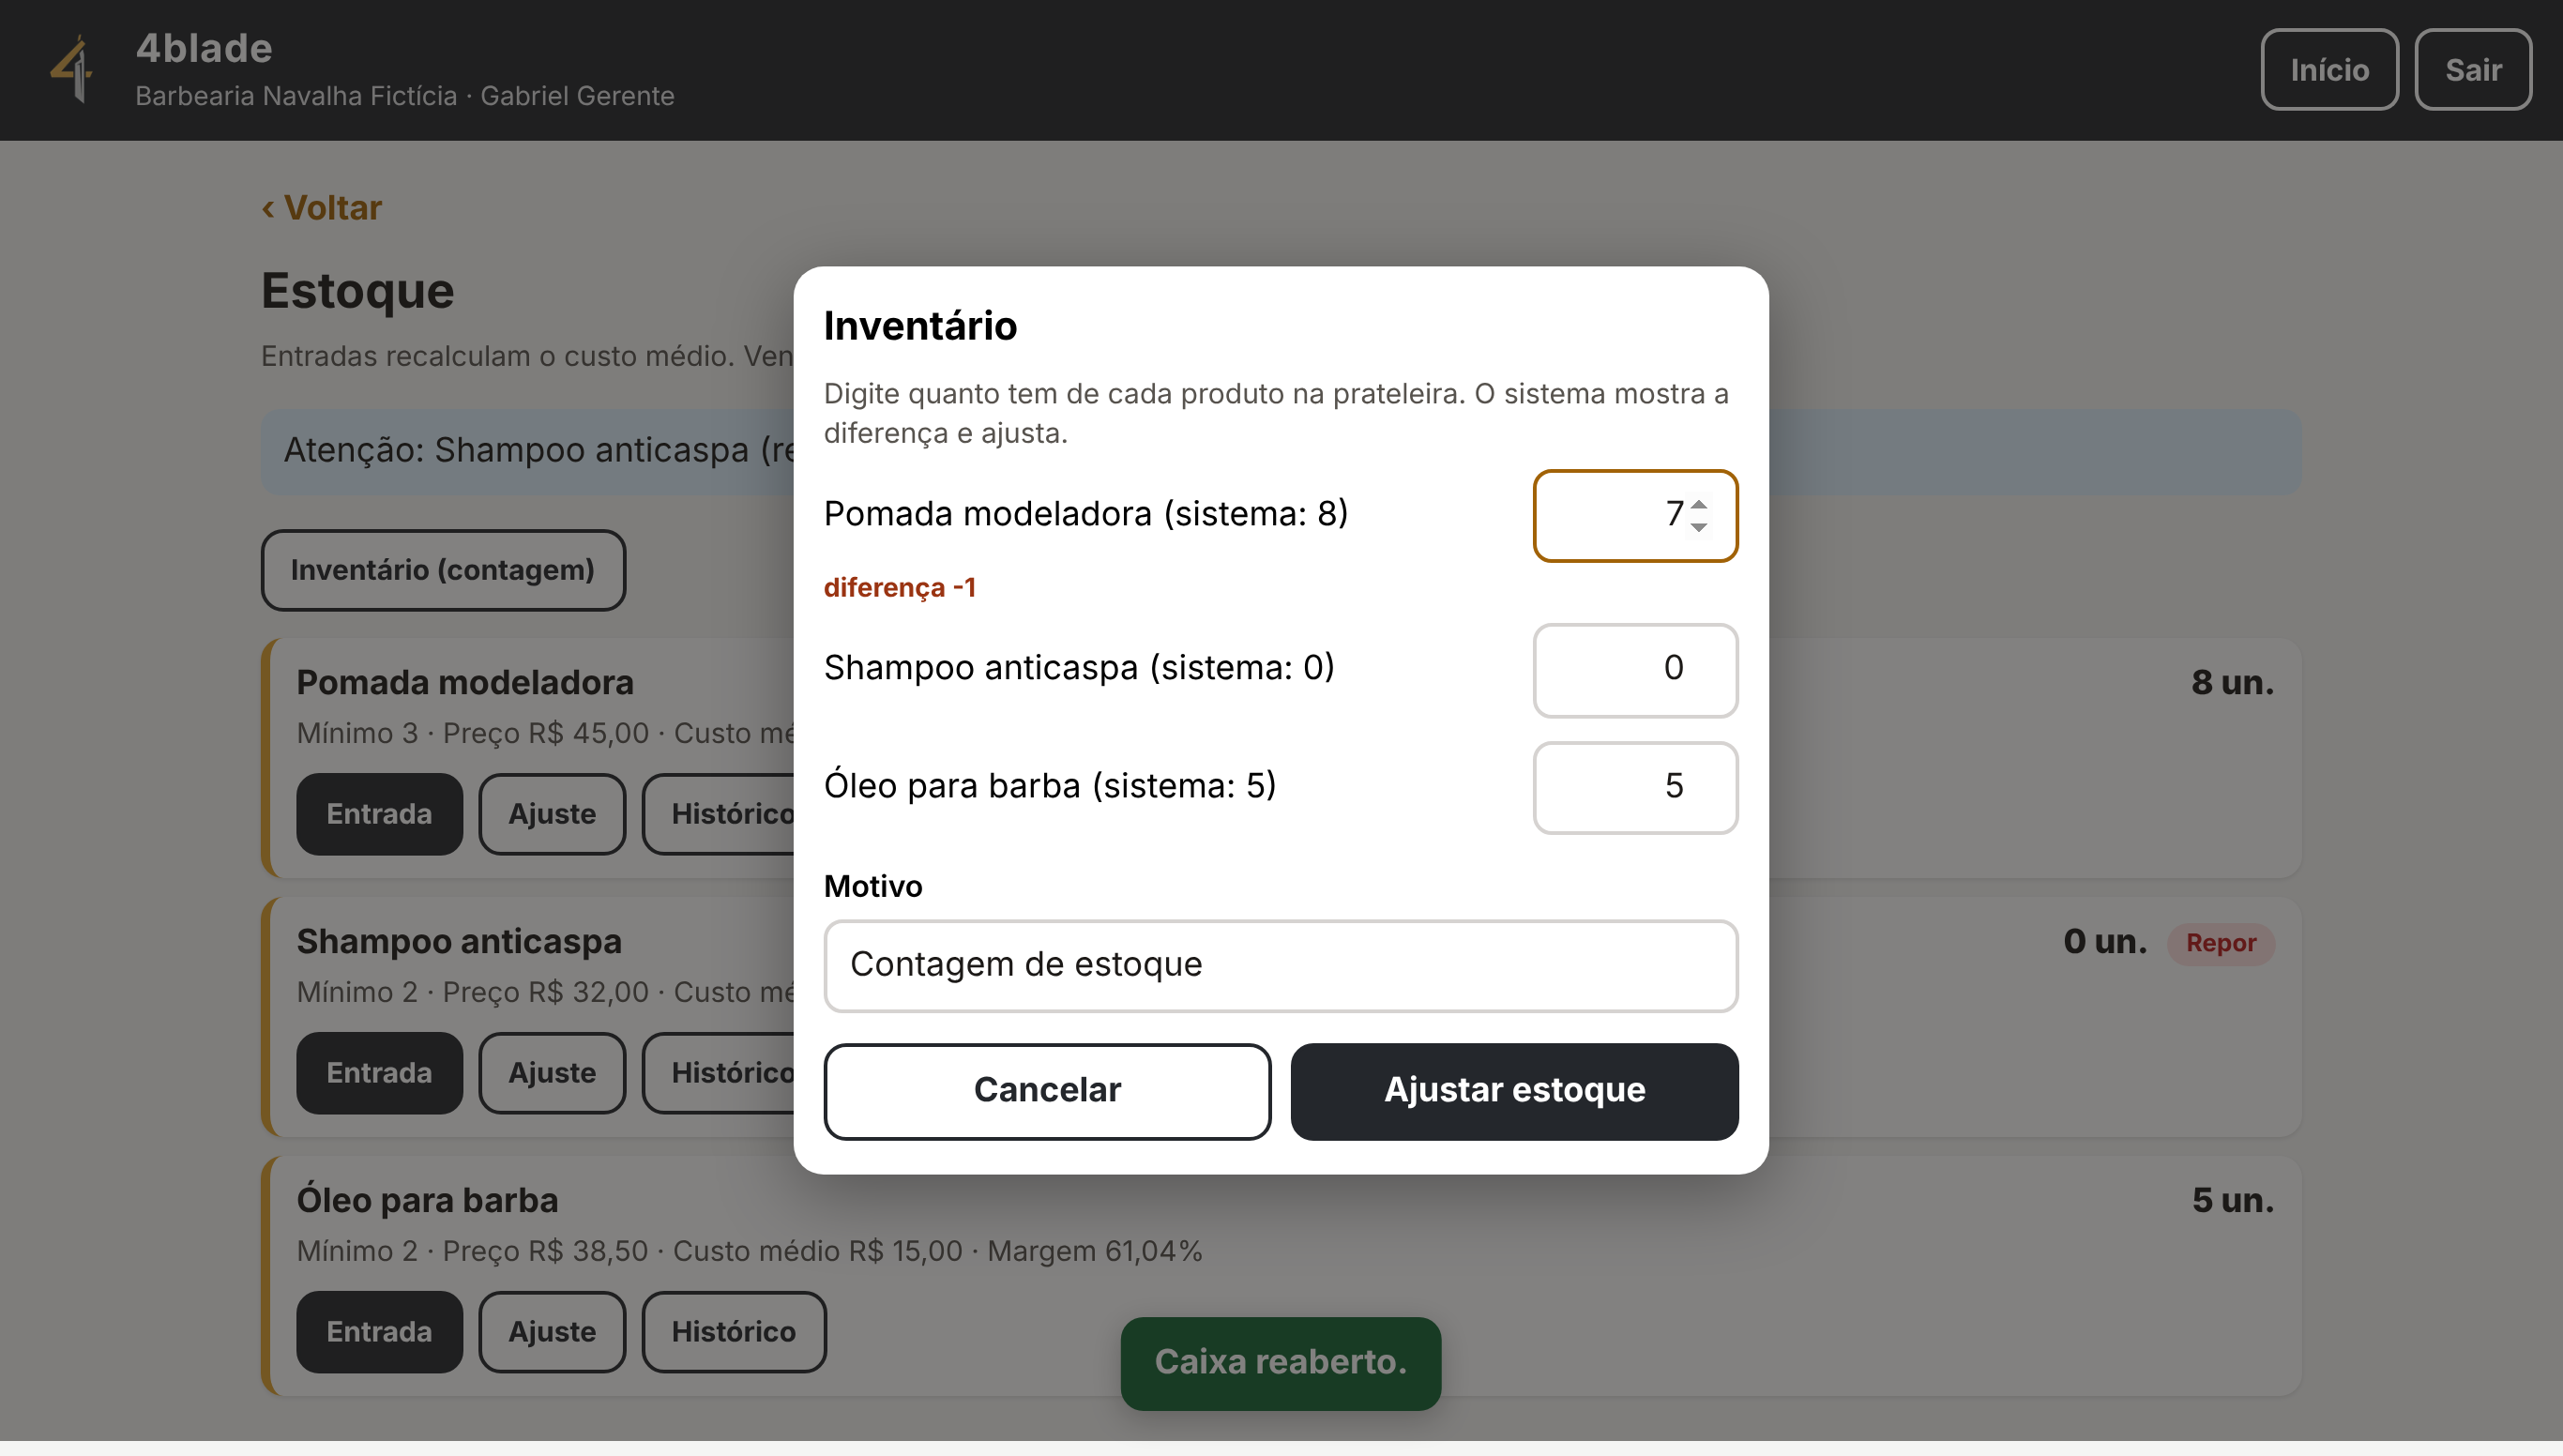 4blade
Barbearia Navalha Fictícia · Gabriel Gerente
Início
Sair
‹ Voltar
Estoque
Entradas recalculam o custo médio.
Atenção: Shampoo anticaspa
Inventário (contagem)
Pomada modeladora
8 un.
Mínimo 3 · Preço R$ 45,00 · Custo
Entrada
Ajuste
Histórico
Shampoo anticaspa
0 un.
Repor
Mínimo 2 · Preço R$ 32,00 · Custo
Entrada
Ajuste
Histórico
Óleo para barba
5 un.
Mínimo 2 · Preço R$ 38,50 · Custo médio R$ 15,00 · Margem 61,04%
Entrada
Ajuste
Histórico
Inventário
Digite quanto tem de cada produto na prateleira. O sistema mostra a
diferença e ajusta.
Pomada modeladora (sistema: 8)
7
diferença -1
Shampoo anticaspa (sistema: 0)
0
Óleo para barba (sistema: 5)
5
Motivo
Contagem de estoque
Cancelar
Ajustar estoque
Caixa reaberto.